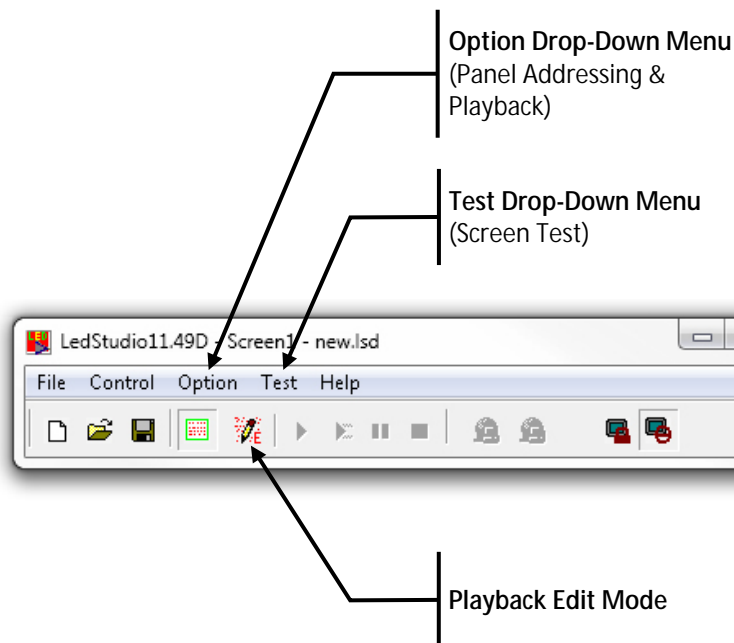 Option Drop-Down Menu
(Panel Addressing &
Playback)
Test Drop-Down Menu
(Screen Test)
LED
LedStudio11.49D - Screen1 - new.lsd
File Control Option Test Help
E
Playback Edit Mode